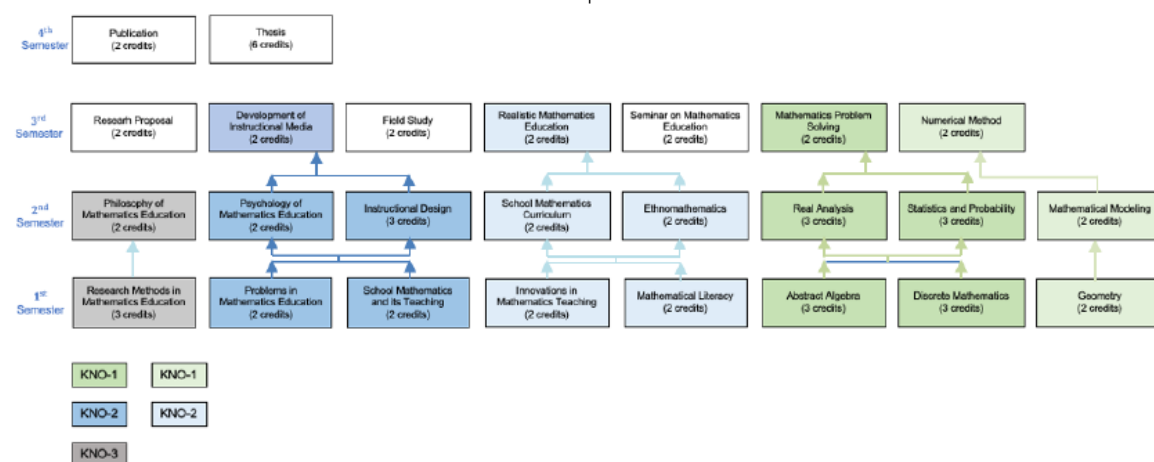 4th
Semester
Publication
(2 credits)
Thesis
(6 credits)
3rd
Semester
Researh Proposal
(2 credits)
Development of
Instructional Media
(2 credits)
Field Study
(2 credits)
Realistic Mathematics
Education
(2 credits)
Seminar on Mathematics
Education
(2 credits)
Mathematics Problem
Solving
(2 credits)
Numerical Method
(2 credits)
2nd
Semester
Philosophy of
Mathematics Education
(2 credits)
Psychology of
Mathematics Education
(2 credits)
Instructional Design
(3 credits)
School Mathematics
Curriculum
(2 credits)
Ethnomathematics
(2 credits)
Real Analysis
(3 credits)
Statistics and Probability
(3 credits)
Mathematical Modeling
(2 credits)
1st
Semester
Research Methods in
Mathematics Education
(3 credits)
Problems in
Mathematics Education
(2 credits)
School Mathematics
and Its Teaching
(2 credits)
Innovations in
Mathematics Teaching
(2 credits)
Mathematical Literacy
(2 credits)
Abstract Algebra
(3 credits)
Discrete Mathematics
(3 credits)
Geometry
(2 credits)
KNO-1
KNO-1
KNO-2
KNO-2
KNO-3